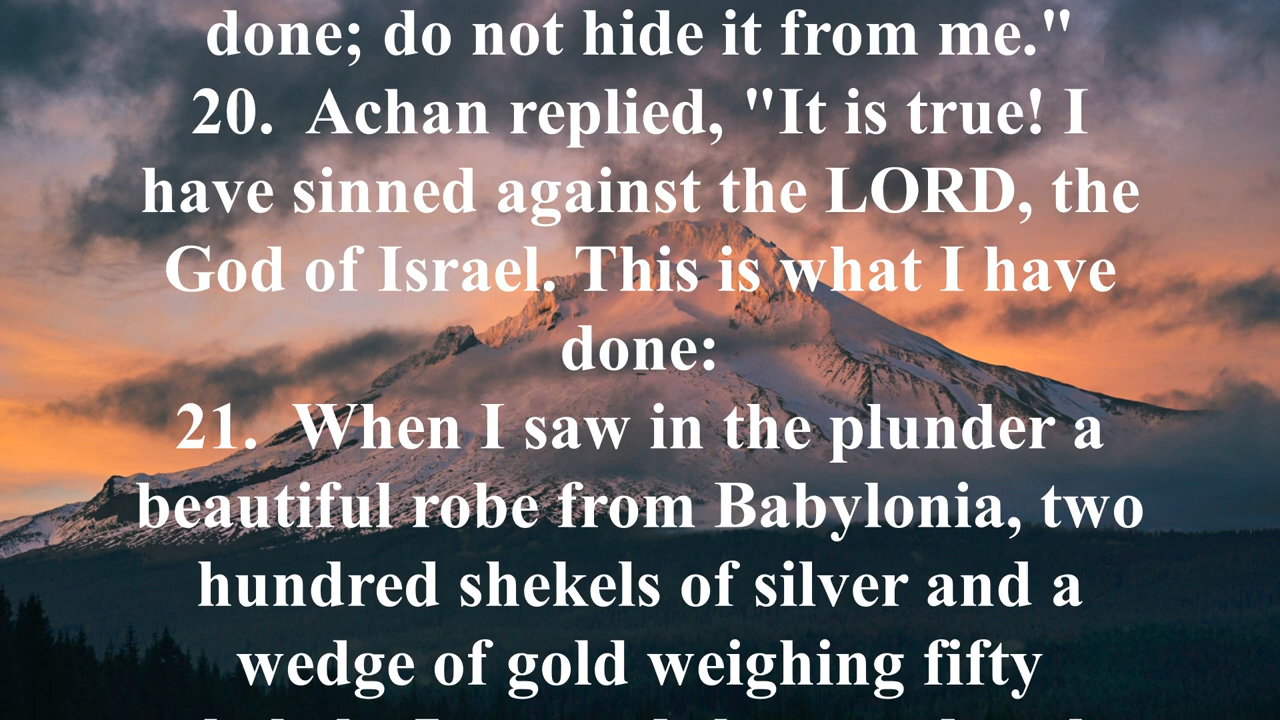 done; do not hide it from me."
20.  Achan replied, "It is true! I
have sinned against the LORD, the
God of Israel. This is what I have
done:
21.  When I saw in the plunder a
beautiful robe from Babylonia, two
hundred shekels of silver and a
wedge of gold weighing fifty